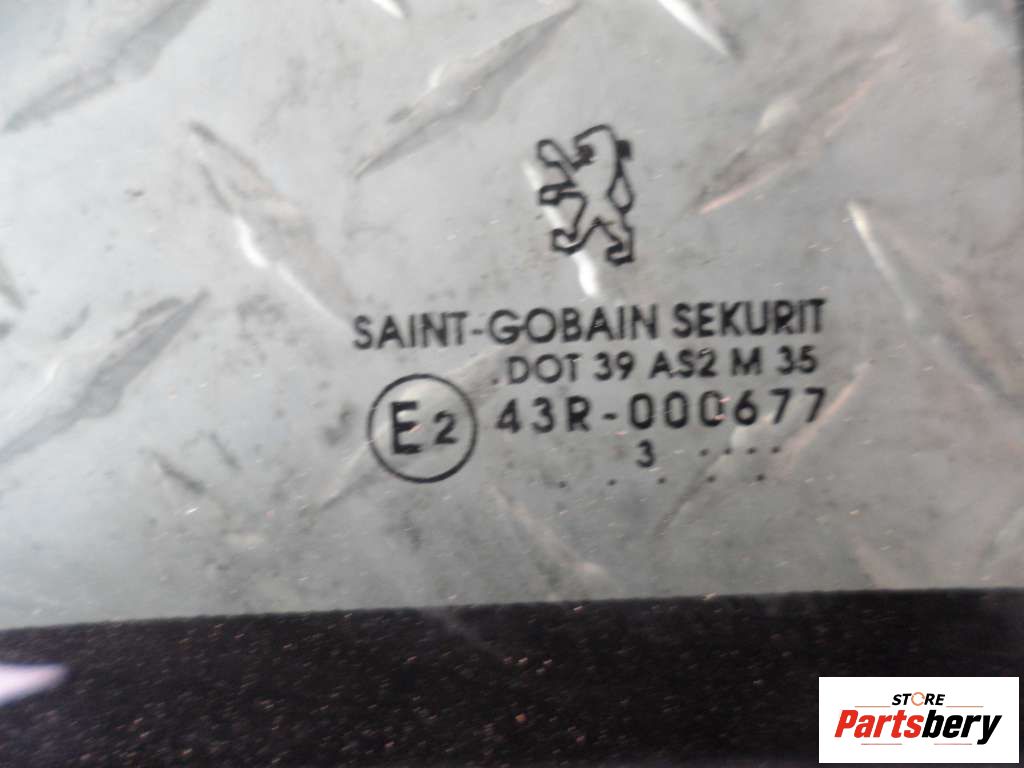 SAINT-GOBAIN SEKURIT
.DOT 39 AS2 M 35
E2 43R-000677
3 ....
. . . . .
STORE
Partsbery